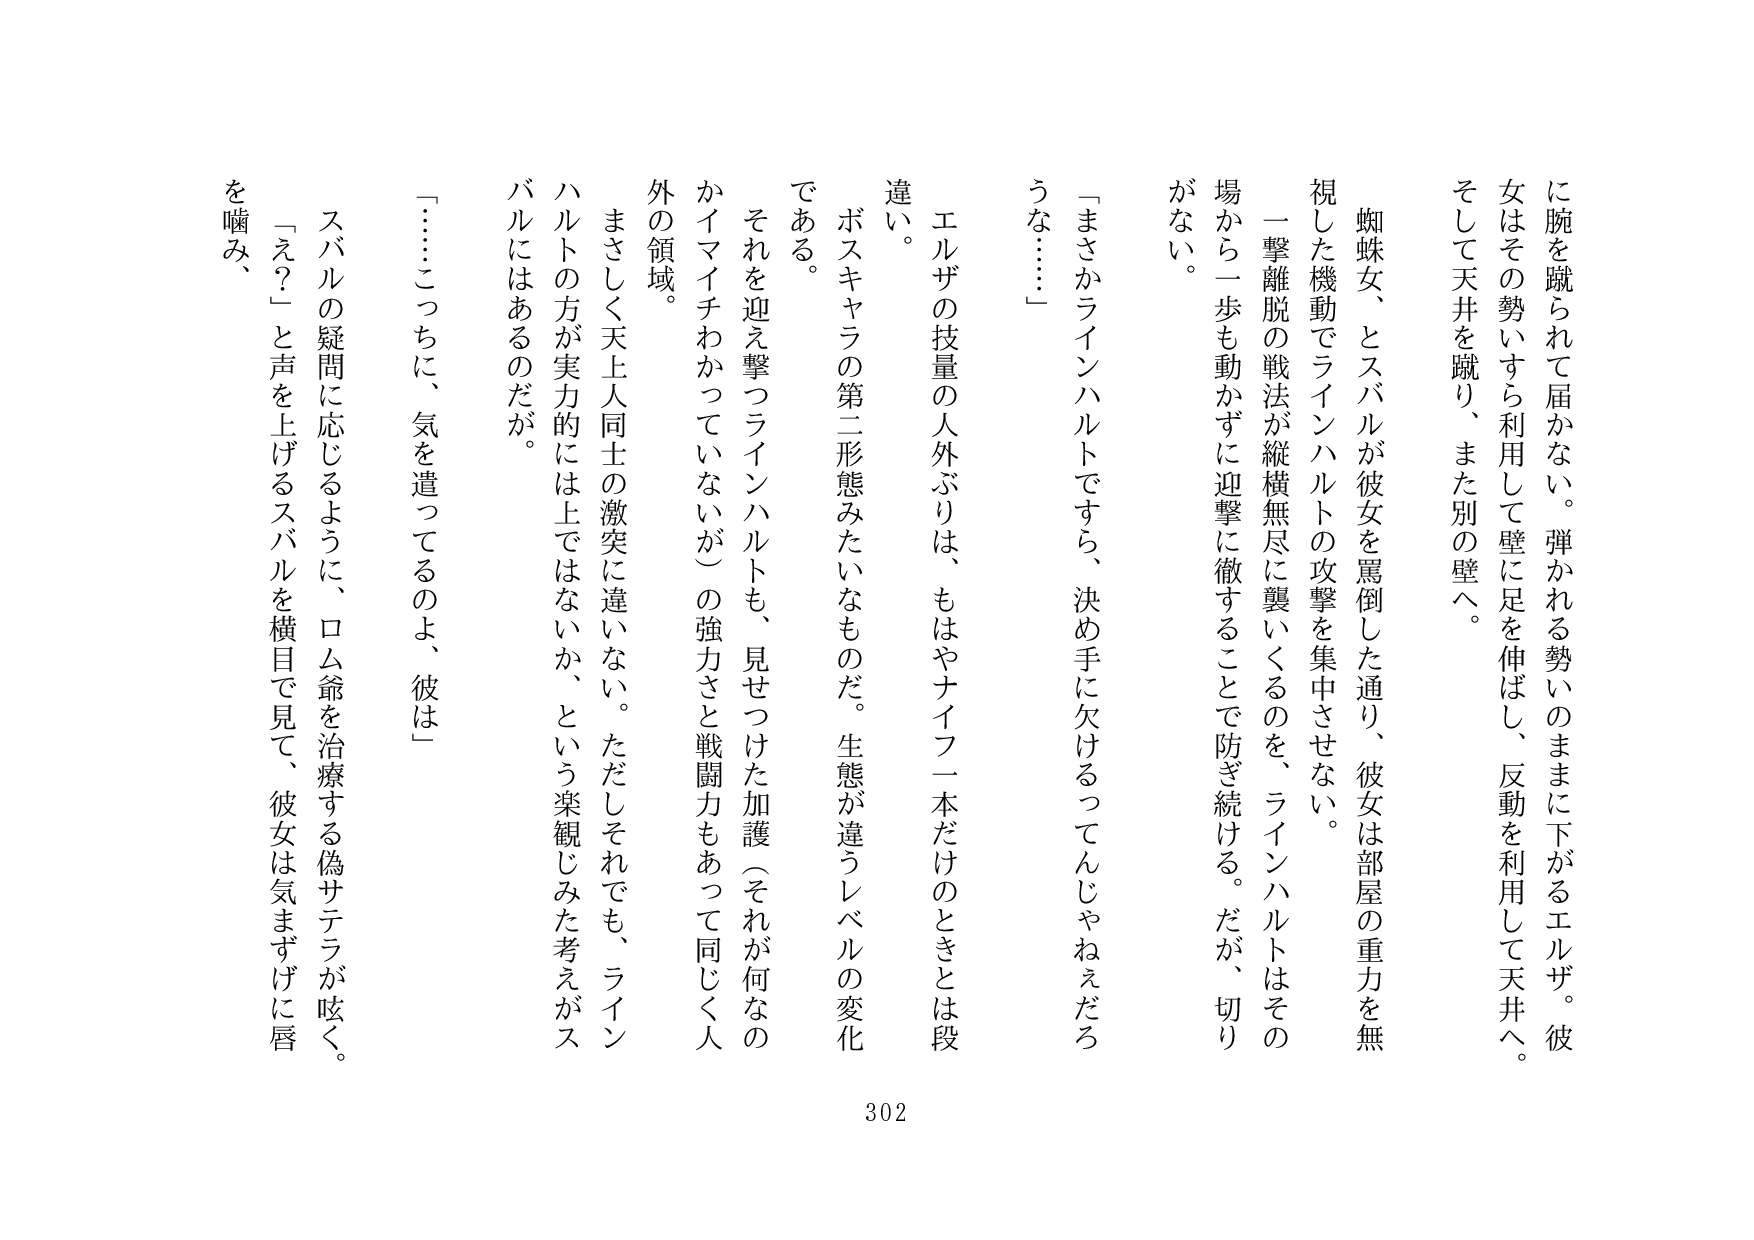 に腕を蹴られて届かない。弾かれる勢いのままに下がるエルザ。彼
女はその勢いすら利用して壁に足を伸ばし、反動を利用して天井へ。
そして天井を蹴り、また別の壁へ。
蜘蛛女、とスバルが彼女を罵倒した通り、彼女は部屋の重力を無
視した機動でラインハルトの攻撃を集中させない。
一撃離脱の戦法が縦横無尽に襲いくるのを、ラインハルトはその
場から一歩も動かずに迎撃に徹することで防ぎ続ける。だが、切り
がない。
「まさかラインハルトですら、決め手に欠けるってんじゃねぇだろ
うな……」
エルザの技量の人外ぶりは、もはやナイフ一本だけのときとは段
違い。
ボスキャラの第二形態みたいなものだ。生態が違うレベルの変化
である。
それを迎え撃つラインハルトも、見せつけた加護（それが何なの
かイマイチわかっていないが）の強力さと戦闘力もあって同じく人
外の領域。
まさしく天上人同士の激突に違いない。ただしそれでも、ライン
ハルトの方が実力的には上ではないか、という楽観じみた考えがス
バルにはあるのだが。
「……こっちに、気を遣ってるのよ、彼は」
スバルの疑問に応じるように、ロム爺を治療する偽サテラが呟く。
「え？」と声を上げるスバルを横目で見て、彼女は気まずげに唇
を噛み、
302